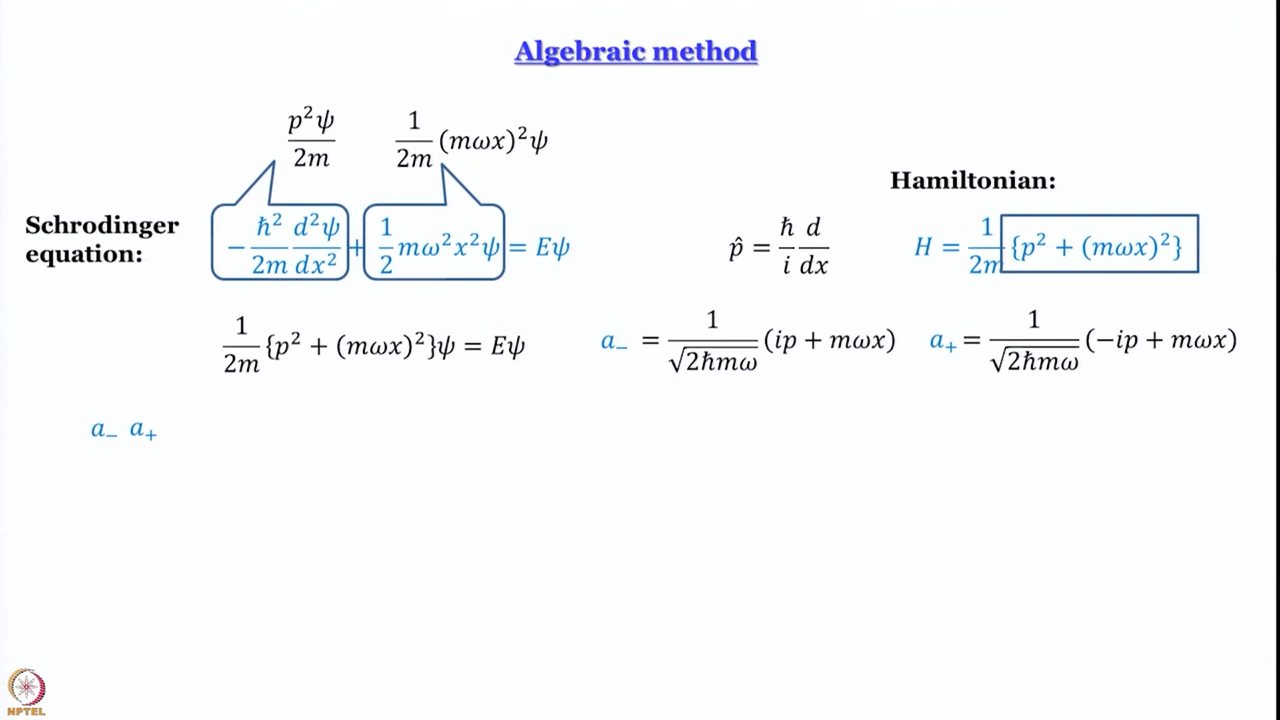 Algebraic method
p²ψ/2m    1/2m (mωx)²ψ
Hamiltonian:
Schrodinger equation:
−ħ²/2m d²ψ/dx² + 1/2 mω²x²ψ = Eψ    p̂ = ħ/i d/dx    H = 1/2m {p² + (mωx)²}
1/2m {p² + (mωx)²}ψ = Eψ    a₋ = 1/√(2ħmω) (ip + mωx)    a₊ = 1/√(2ħmω) (−ip + mωx)
a₋ a₊
NPTEL